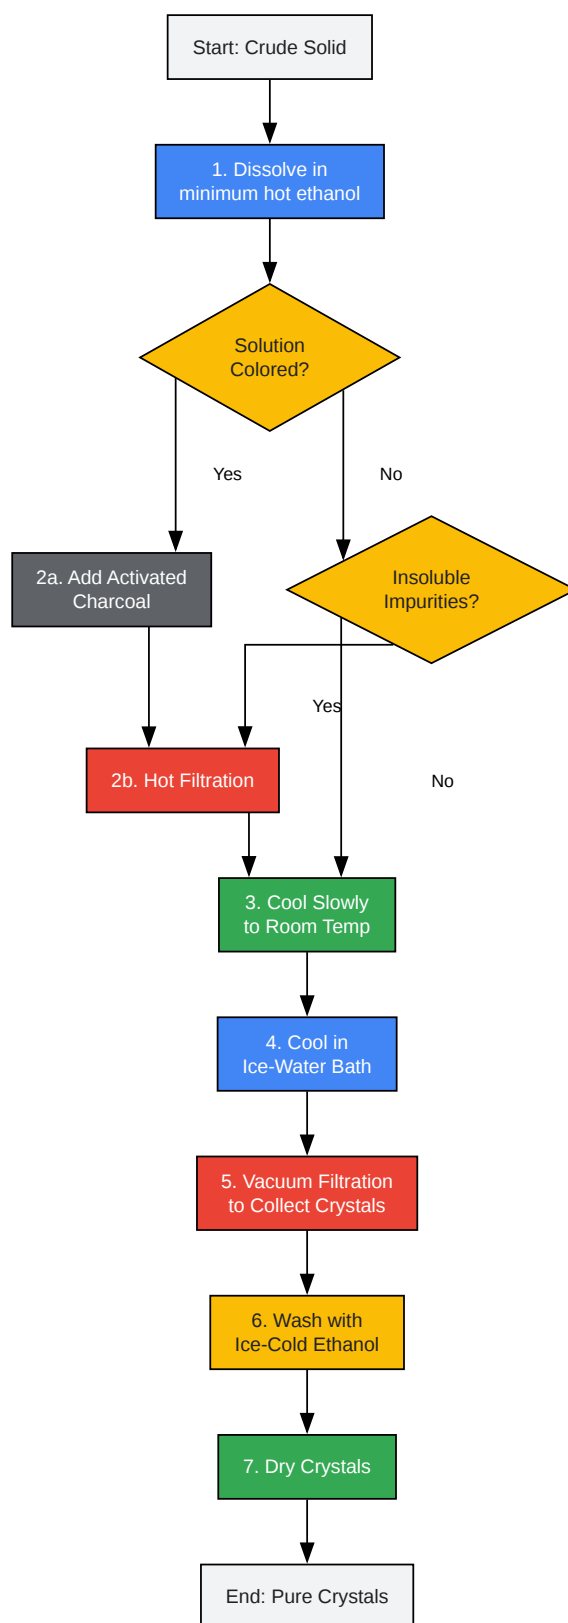 Start: Crude Solid
1. Dissolve in
minimum hot ethanol
Solution
Colored?
Yes
No
2a. Add Activated
Charcoal
Insoluble
Impurities?
Yes
2b. Hot Filtration
No
3. Cool Slowly
to Room Temp
4. Cool in
Ice-Water Bath
5. Vacuum Filtration
to Collect Crystals
6. Wash with
Ice-Cold Ethanol
7. Dry Crystals
End: Pure Crystals